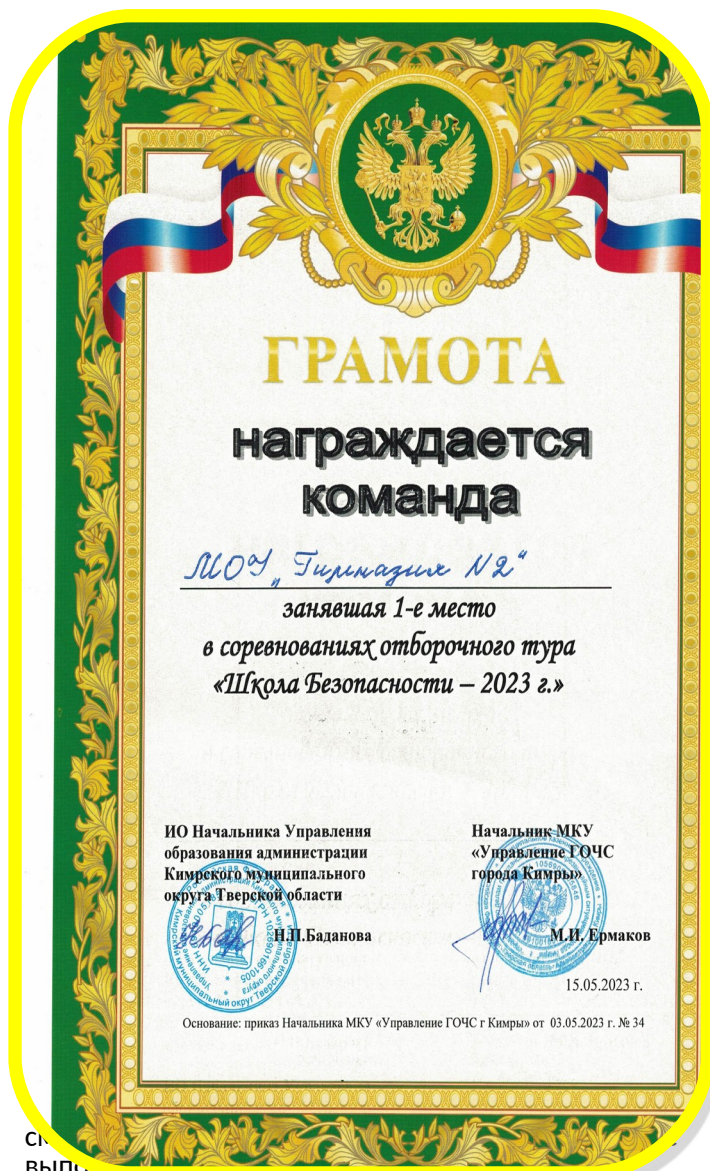 ГРАМОТА
награждается
команда
МОУ „Гимназия №2“
занявшая 1-е место
в соревнованиях отборочного тура
«Школа Безопасности – 2023 г.»
ИО Начальника Управления
образования администрации
Кимрского муниципального
округа Тверской области
Н.П.Баданова
Начальник МКУ
«Управление ГОЧС
города Кимры»
М.И. Ермаков
15.05.2023 г.
Основание: приказ Начальника МКУ «Управление ГОЧС г Кимры» от 03.05.2023 г. № 34